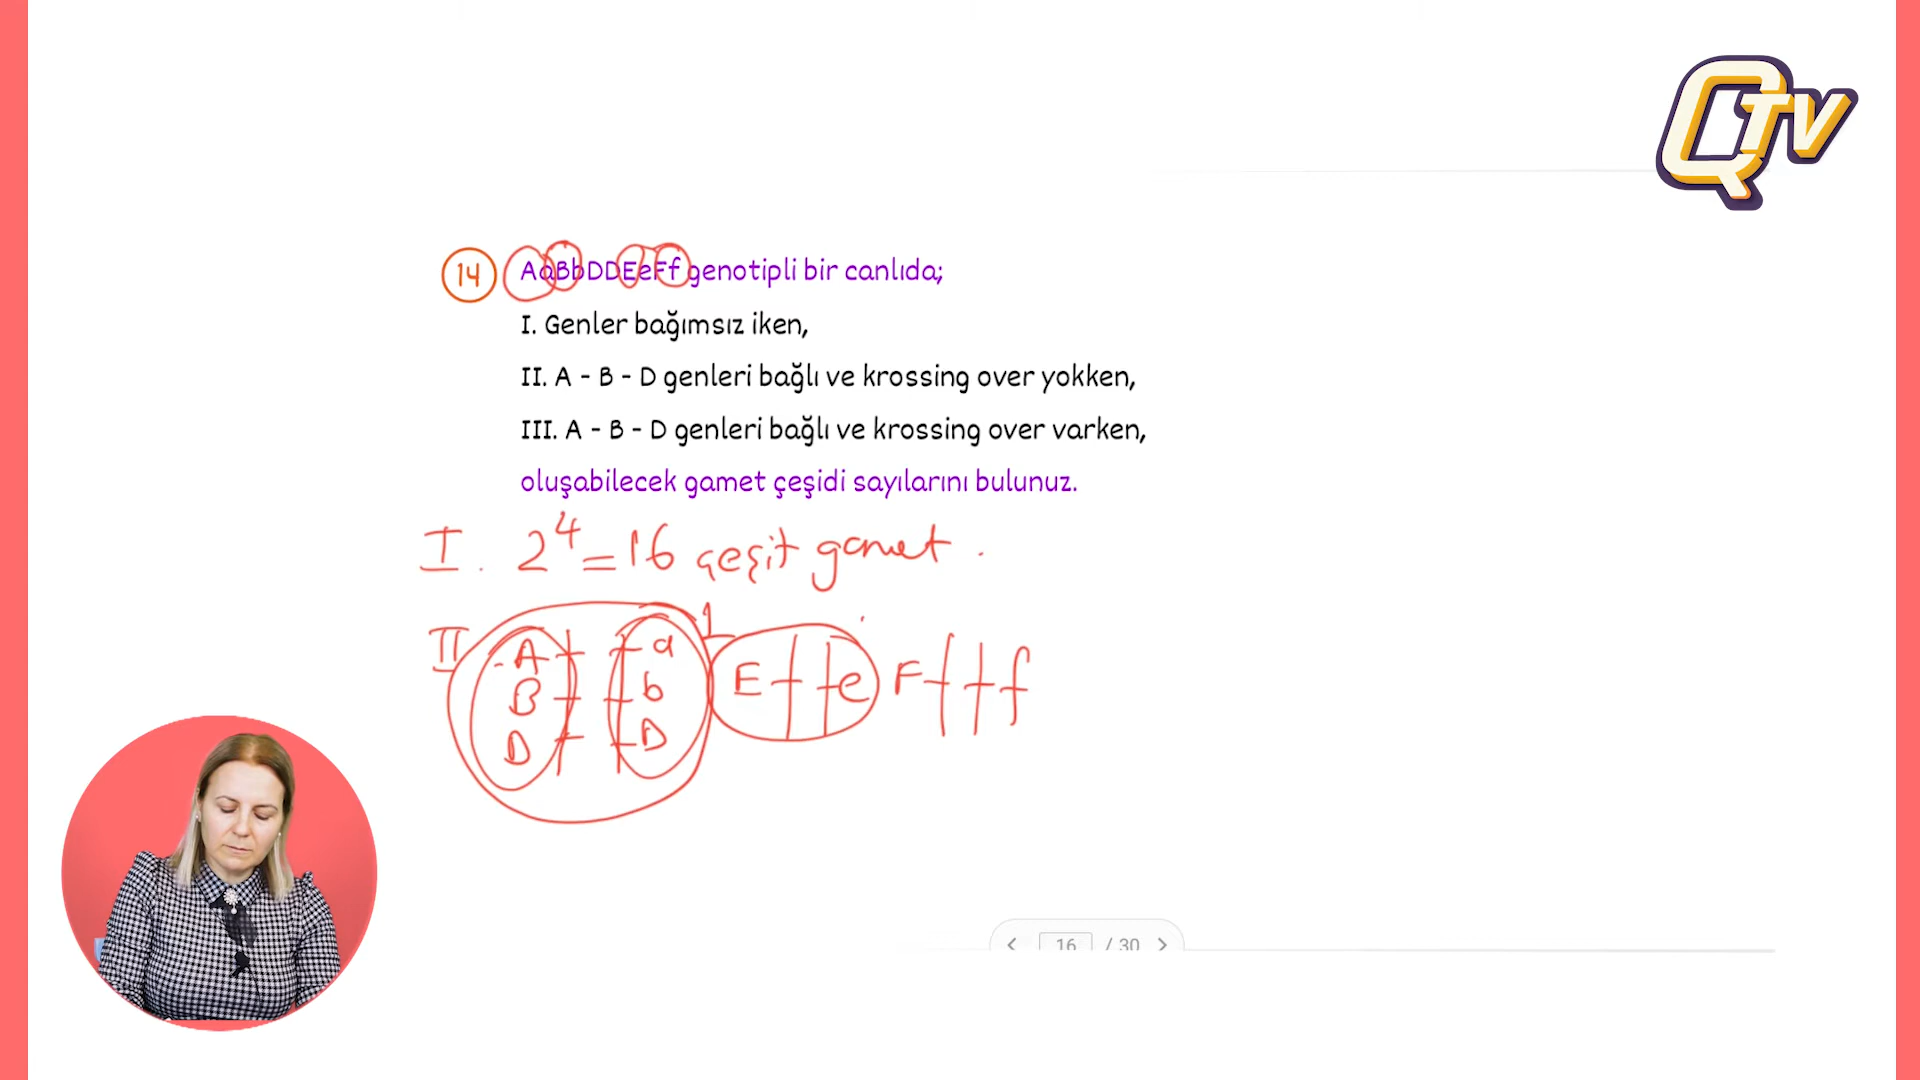 QTV
14 AaBbDDEeFf genotipli bir canlıda;
I. Genler bağımsız iken,
II. A - B - D genleri bağlı ve krossing over yokken,
III. A - B - D genleri bağlı ve krossing over varken,
oluşabilecek gamet çeşidi sayılarını bulunuz.
I. 2⁴ = 16 çeşit gamet.
II A a 1 E e F f
B b
D D
16 / 30